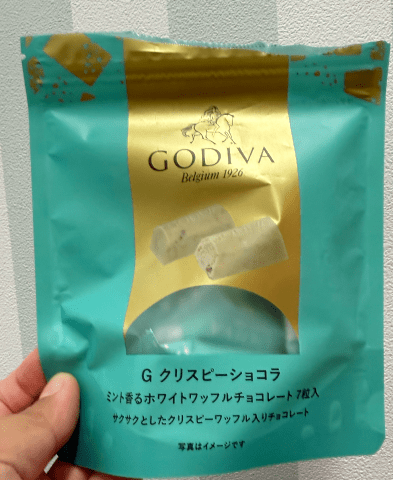 GODIVA
Belgium 1926
G クリスピーショコラ
ミント香るホワイトワッフルチョコレート 7粒入
サクサクとしたクリスピーワッフル入りチョコレート
写真はイメージです